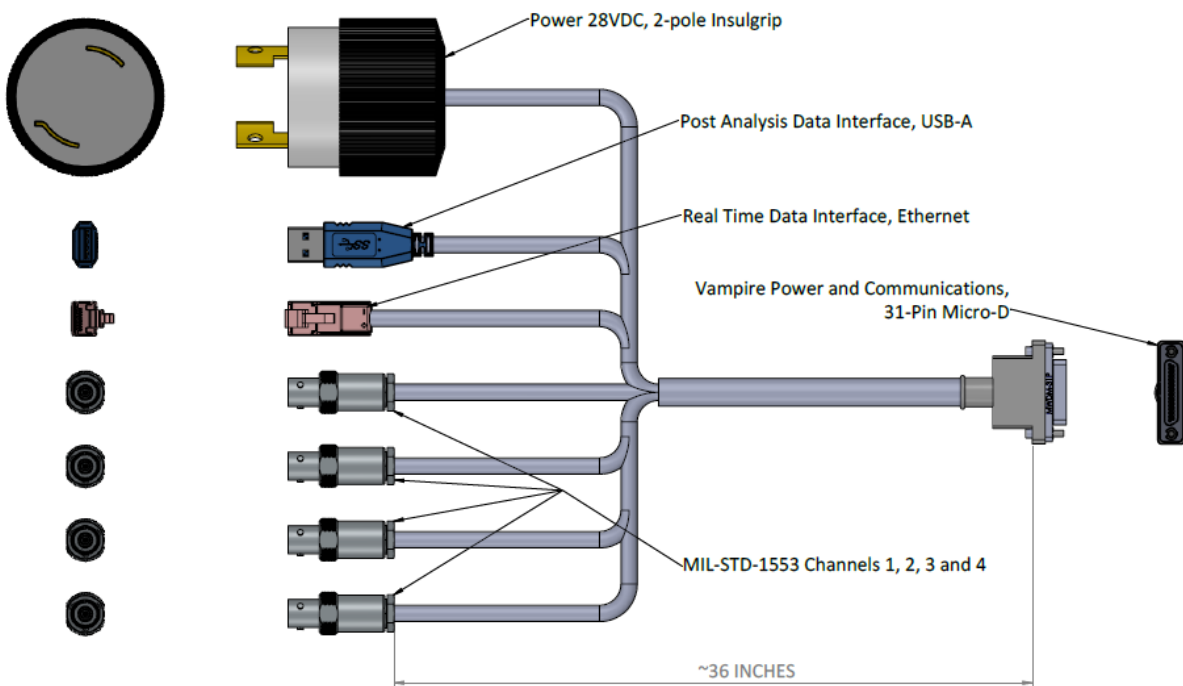 Power 28VDC, 2-pole Insulgrip
Post Analysis Data Interface, USB-A
Real Time Data Interface, Ethernet
Vampire Power and Communications,
31-Pin Micro-D
MIL-STD-1553 Channels 1, 2, 3 and 4
~36 INCHES